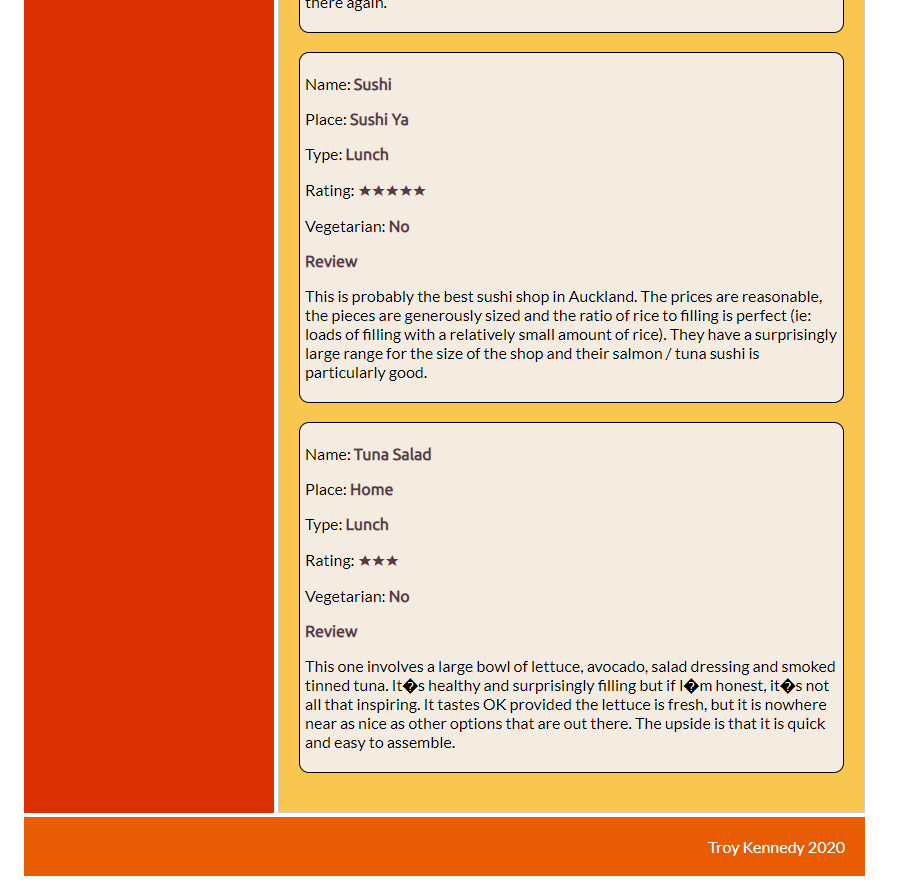 there again.
Name: Sushi
Place: Sushi Ya
Type: Lunch
Rating: ★★★★★
Vegetarian: No
Review
This is probably the best sushi shop in Auckland. The prices are reasonable,
the pieces are generously sized and the ratio of rice to filling is perfect (ie:
loads of filling with a relatively small amount of rice). They have a surprisingly
large range for the size of the shop and their salmon / tuna sushi is
particularly good.
Name: Tuna Salad
Place: Home
Type: Lunch
Rating: ★★★
Vegetarian: No
Review
This one involves a large bowl of lettuce, avocado, salad dressing and smoked
tinned tuna. It�s healthy and surprisingly filling but if I�m honest, it�s not
all that inspiring. It tastes OK provided the lettuce is fresh, but it is nowhere
near as nice as other options that are out there. The upside is that it is quick
and easy to assemble.
Troy Kennedy 2020